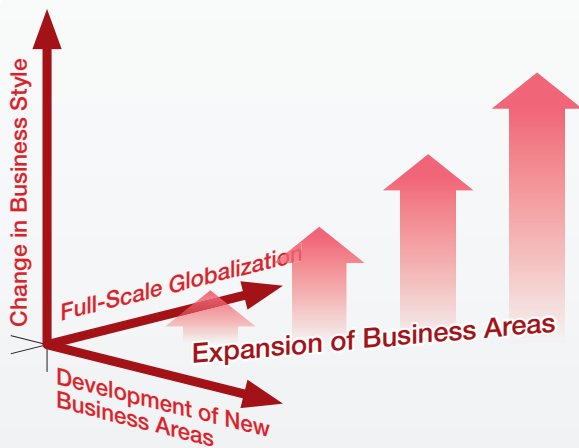 Change in Business Style
Full-Scale Globalization
Expansion of Business Areas
Development of New
Business Areas